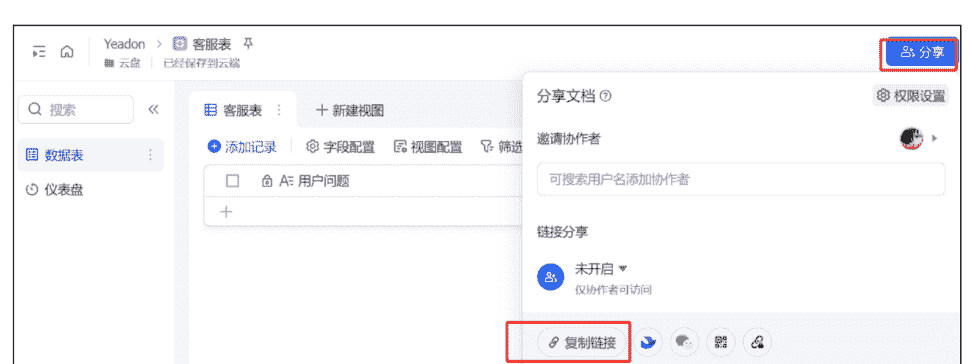 Yeadon > 客服表
云盘 | 已经保存到云端
分享
搜索
数据表
仪表盘
客服表
+ 新建视图
添加记录
字段配置
视图配置
筛选
A 用户问题
分享文档
权限设置
邀请协作者
可搜索用户名添加协作者
链接分享
未开启
仅协作者可访问
复制链接